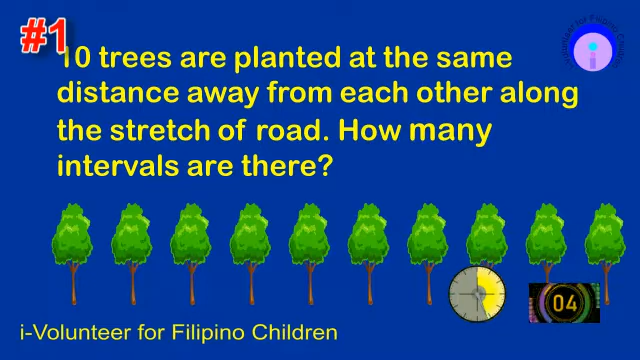 #1
10 trees are planted at the same
distance away from each other along
the stretch of road. How many
intervals are there?
i
04
i-Volunteer for Filipino Children